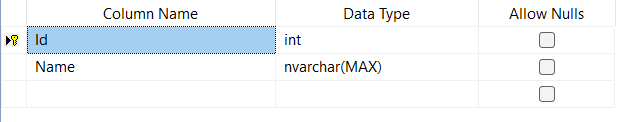 Column Name Data Type Allow Nulls
Id int
Name nvarchar(MAX)